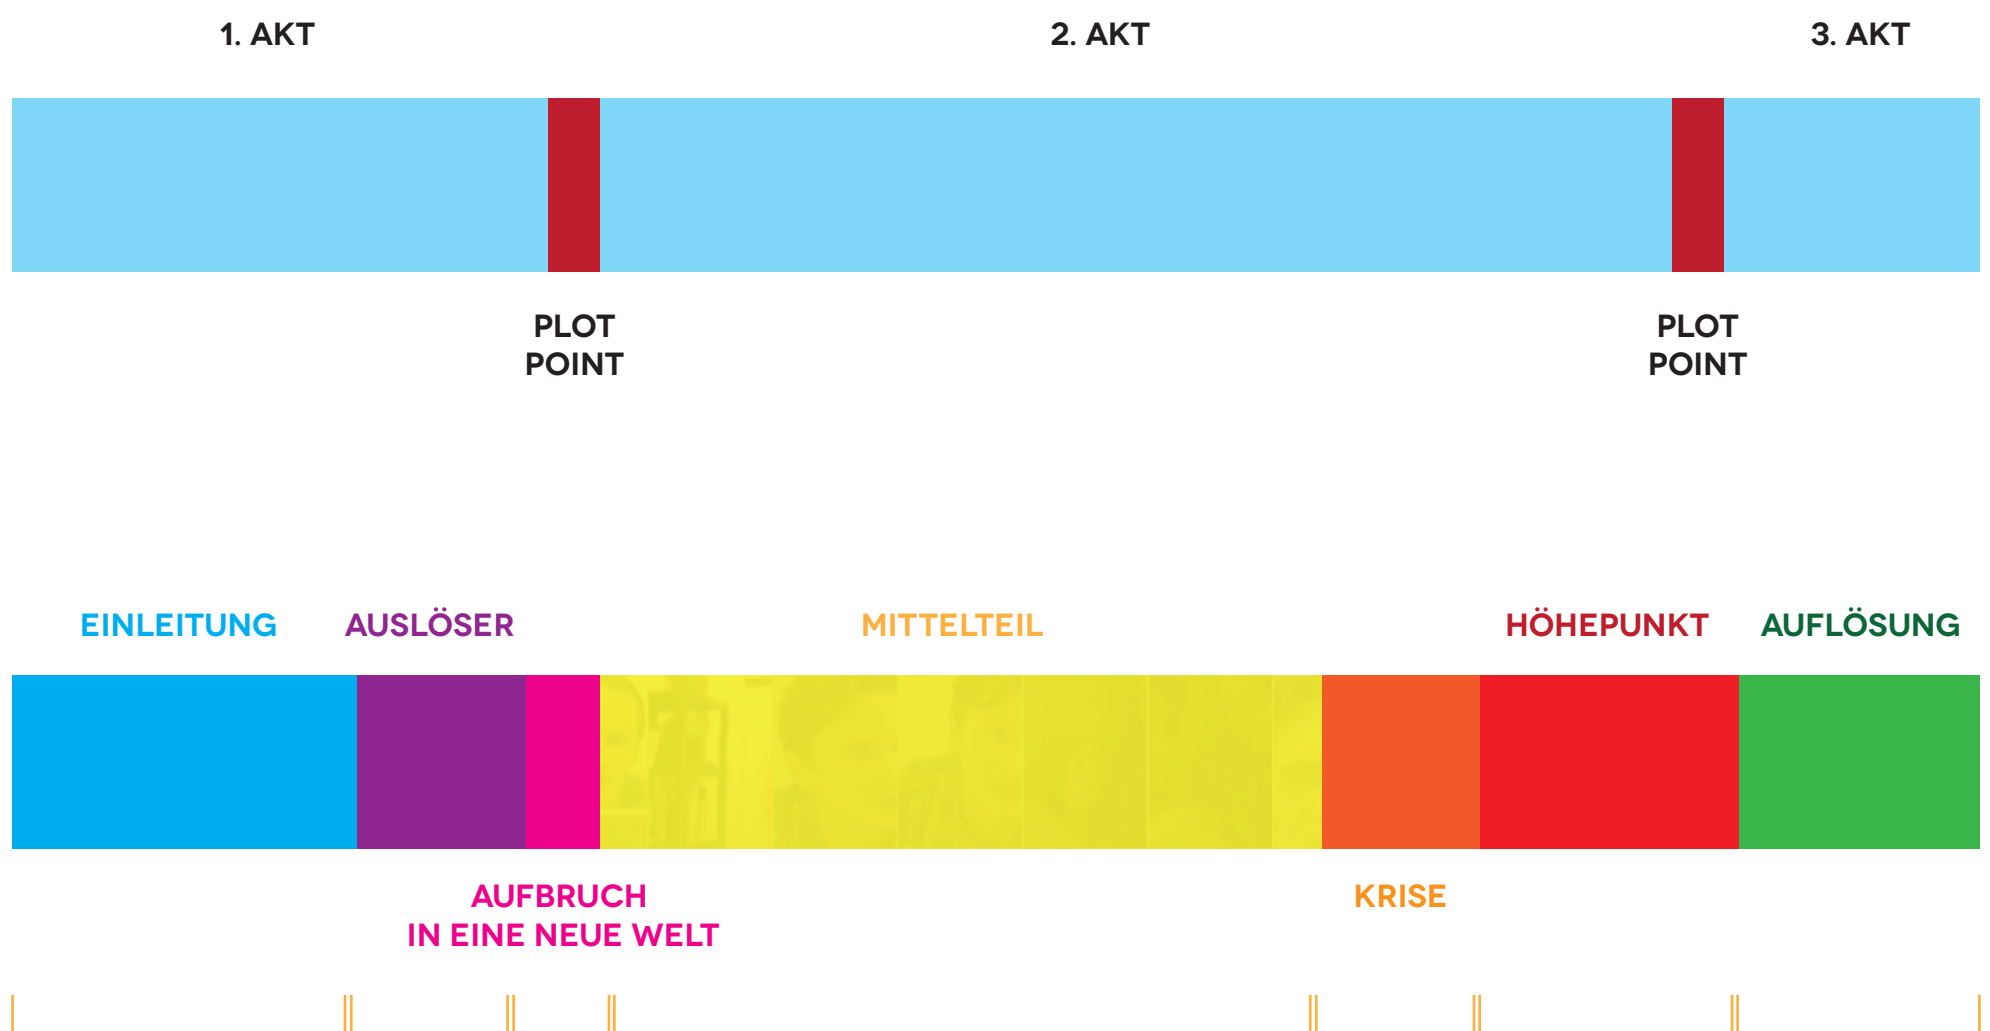 1. AKT
2. AKT
3. AKT
PLOT
POINT
PLOT
POINT
EINLEITUNG
AUSLÖSER
MITTELTEIL
HÖHEPUNKT
AUFLÖSUNG
AUFBRUCH
IN EINE NEUE WELT
KRISE